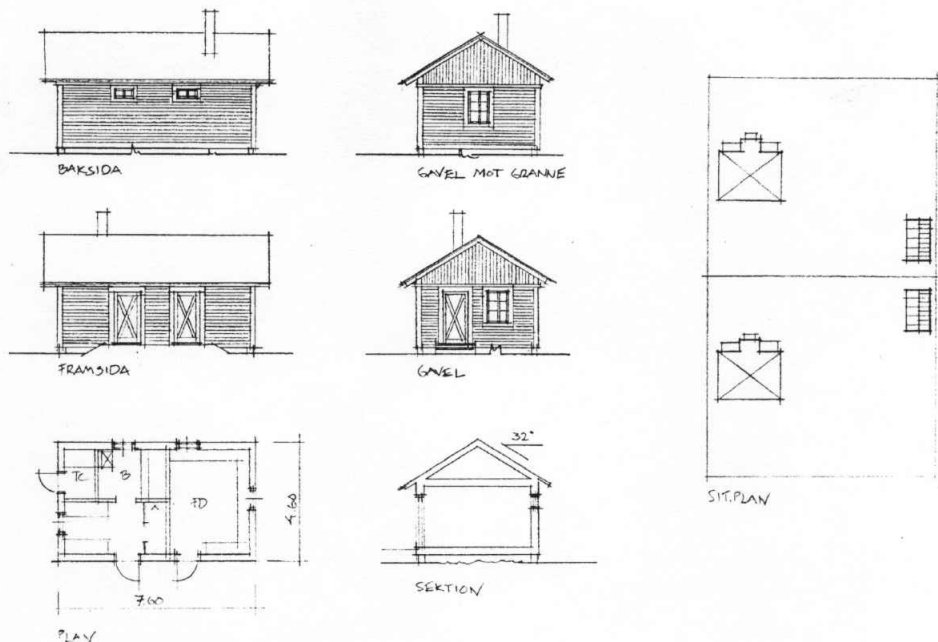 BAKSIDA
GAVEL MOT GRANNE
FRAMSIDA
GAVEL
TC
B
FD
4.60
7.60
PLAN
32°
SEKTION
SIT.PLAN